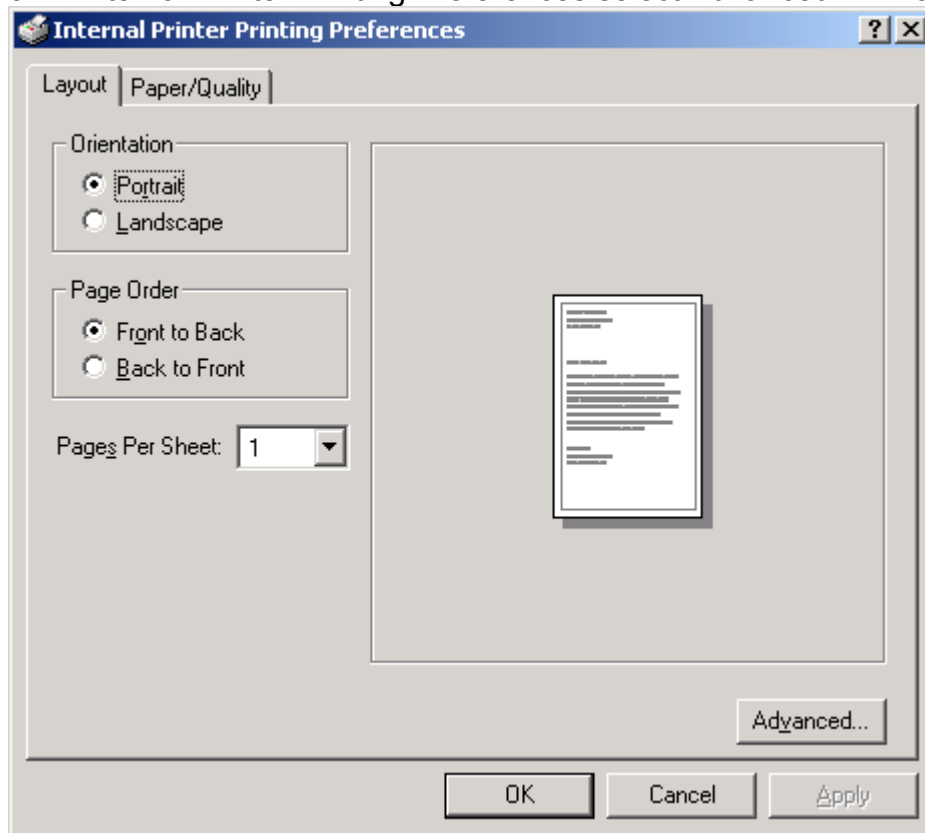 Internal Printer Printing Preferences
Layout
Paper/Quality
Orientation
Portrait
Landscape
Page Order
Front to Back
Back to Front
Pages Per Sheet: 1
Advanced...
OK Cancel Apply